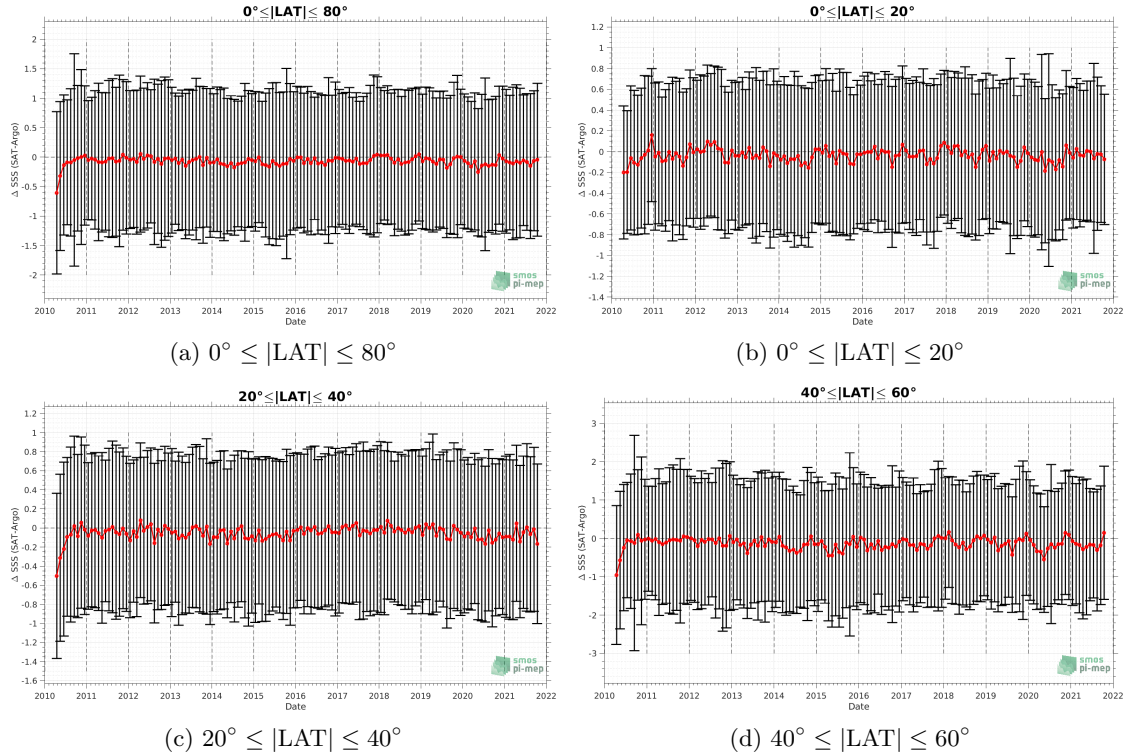 0°≤|LAT|≤ 80°
Δ SSS (SAT-Argo)
2
1.5
1
0.5
0
-0.5
-1
-1.5
-2
2010 2011 2012 2013 2014 2015 2016 2017 2018 2019 2020 2021 2022
Date
smos
pi-mep
(a) 0° ≤ |LAT| ≤ 80°
0°≤|LAT|≤ 20°
Δ SSS (SAT-Argo)
1.2
1
0.8
0.6
0.4
0.2
0
-0.2
-0.4
-0.6
-0.8
-1
-1.2
-1.4
2010 2011 2012 2013 2014 2015 2016 2017 2018 2019 2020 2021 2022
Date
smos
pi-mep
(b) 0° ≤ |LAT| ≤ 20°
20°≤|LAT|≤ 40°
Δ SSS (SAT-Argo)
1.2
1
0.8
0.6
0.4
0.2
0
-0.2
-0.4
-0.6
-0.8
-1
-1.2
-1.4
-1.6
2010 2011 2012 2013 2014 2015 2016 2017 2018 2019 2020 2021 2022
Date
smos
pi-mep
(c) 20° ≤ |LAT| ≤ 40°
40°≤|LAT|≤ 60°
Δ SSS (SAT-Argo)
3
2
1
0
-1
-2
-3
2010 2011 2012 2013 2014 2015 2016 2017 2018 2019 2020 2021 2022
Date
smos
pi-mep
(d) 40° ≤ |LAT| ≤ 60°